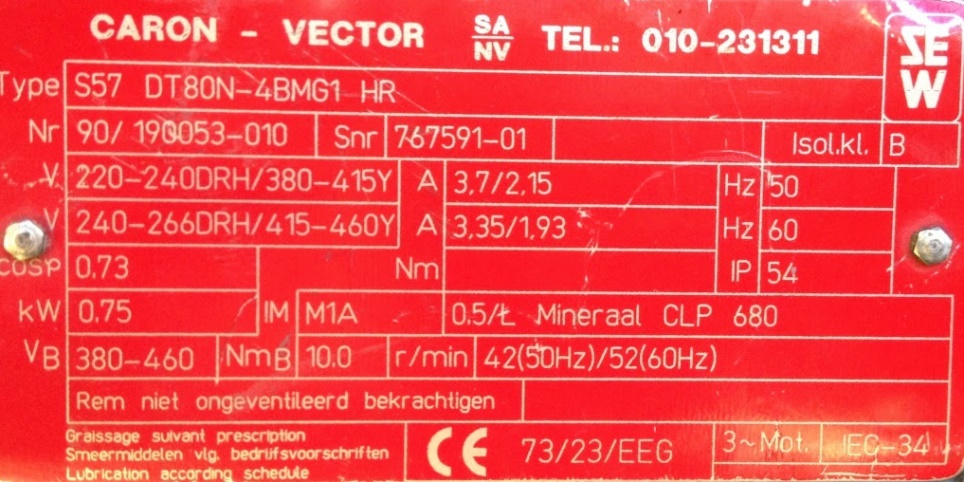 CARON - VECTOR SA/NV TEL.: 010-231311
SEW
Type S57 DT80N-4BMG1 HR
Nr 90/ 190053-010 Snr 767591-01 Isol.kl. B
V 220-240DRH/380-415Y A 3,7/2,15 Hz 50
V 240-266DRH/415-460Y A 3,35/1,93 Hz 60
cosφ 0.73 Nm IP 54
kW 0.75 IM M1A 0.5/Ł Mineraal CLP 680
VB 380-460 NmB 10.0 r/min 42(50Hz)/52(60Hz)
Rem niet ongeventileerd bekrachtigen
Graissage suivant prescription
Smeermiddelen vlg. bedrijfsvoorschriften
Lubrication according schedule
CE 73/23/EEG 3~Mot. IEC-34